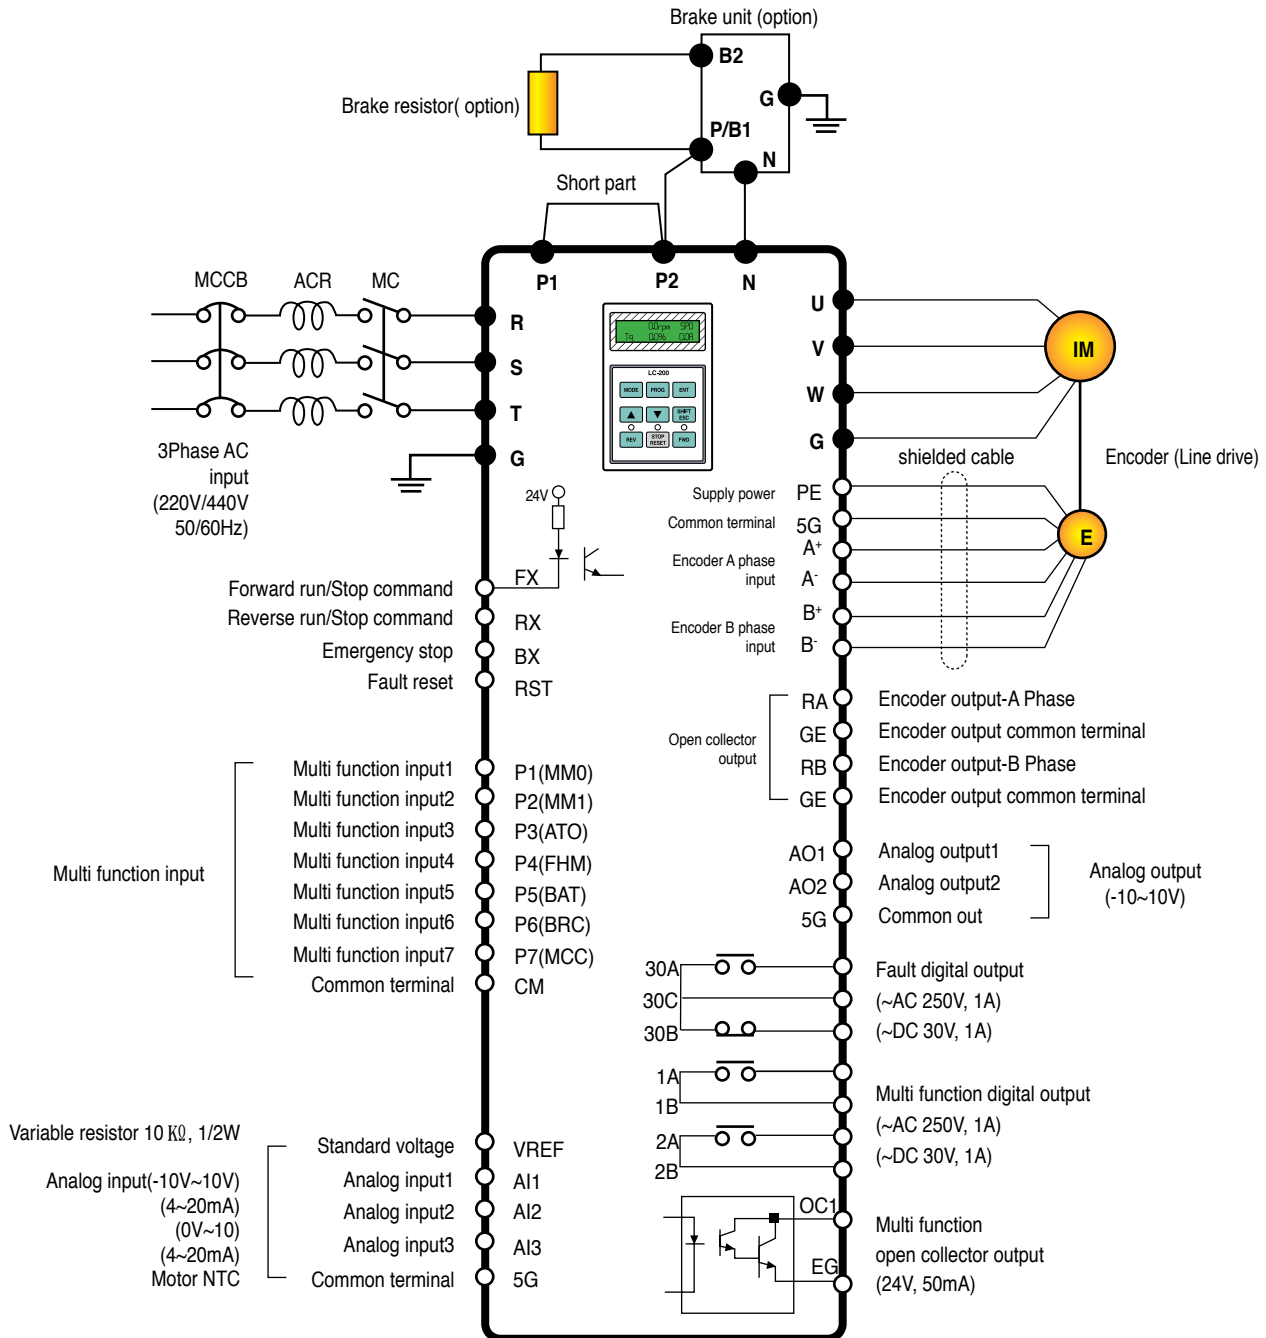 Brake unit (option)
B2
G
Brake resistor( option)
P/B1
N
Short part
P1
P2
N
MCCB
ACR
MC
R
S
T
G
3Phase AC
input
(220V/440V
50/60Hz)
0.0rpm SPD
Tq 0.0% 0.0A
LC-200
MODE
PROG
ENT
SHIFT
ESC
REV
STOP
RESET
FWD
U
V
W
G
IM
shielded cable
Encoder (Line drive)
E
24V
Supply power
PE
Common terminal
5G
Encoder A phase
input
A+
A-
Encoder B phase
input
B+
B-
Forward run/Stop command
FX
Reverse run/Stop command
RX
Emergency stop
BX
Fault reset
RST
Open collector
output
RA
Encoder output-A Phase
GE
Encoder output common terminal
RB
Encoder output-B Phase
GE
Encoder output common terminal
Multi function input
Multi function input1
P1(MM0)
Multi function input2
P2(MM1)
Multi function input3
P3(ATO)
Multi function input4
P4(FHM)
Multi function input5
P5(BAT)
Multi function input6
P6(BRC)
Multi function input7
P7(MCC)
Common terminal
CM
AO1
Analog output1
AO2
Analog output2
5G
Common out
Analog output
(-10~10V)
30A
30C
30B
Fault digital output
(~AC 250V, 1A)
(~DC 30V, 1A)
1A
1B
2A
2B
Multi function digital output
(~AC 250V, 1A)
(~DC 30V, 1A)
Variable resistor 10 KΩ, 1/2W
Analog input(-10V~10V)
(4~20mA)
(0V~10)
(4~20mA)
Motor NTC
Standard voltage
VREF
Analog input1
AI1
Analog input2
AI2
Analog input3
AI3
Common terminal
5G
OC1
EG
Multi function
open collector output
(24V, 50mA)